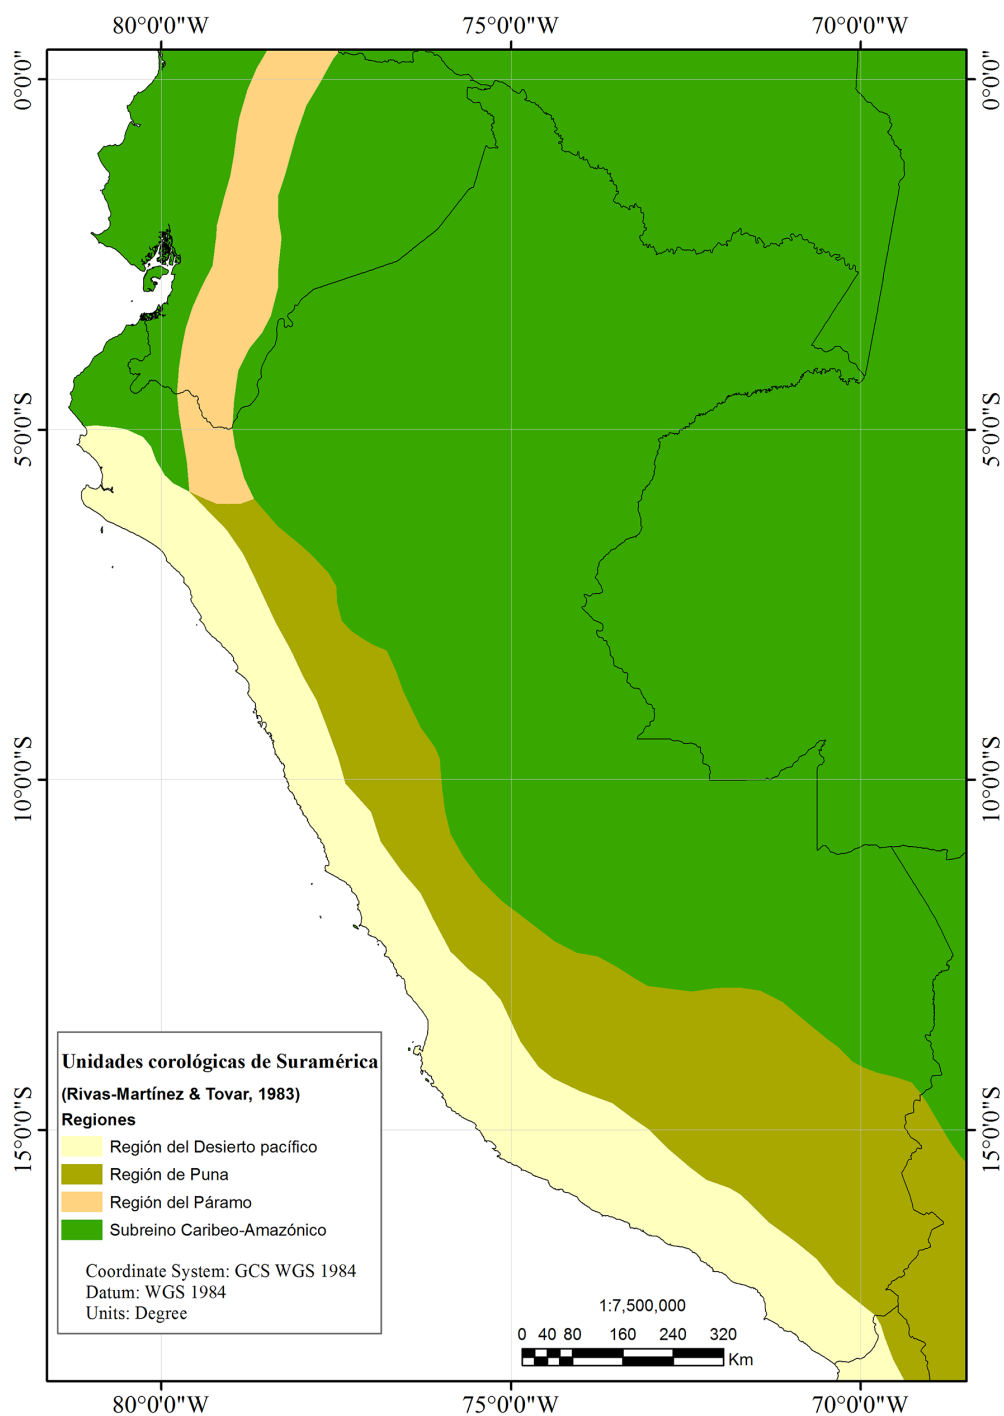 80°0'0"W 75°0'0"W 70°0'0"W
0°0'0" 0°0'0"
5°0'0"S 5°0'0"S
10°0'0"S 10°0'0"S
15°0'0"S 15°0'0"S
Unidades corológicas de Suramérica
(Rivas-Martínez & Tovar, 1983)
Regiones
Región del Desierto pacífico
Región de Puna
Región del Páramo
Subreino Caribeo-Amazónico
Coordinate System: GCS WGS 1984
Datum: WGS 1984
Units: Degree
1:7,500,000
0 40 80 160 240 320
Km
80°0'0"W 75°0'0"W 70°0'0"W